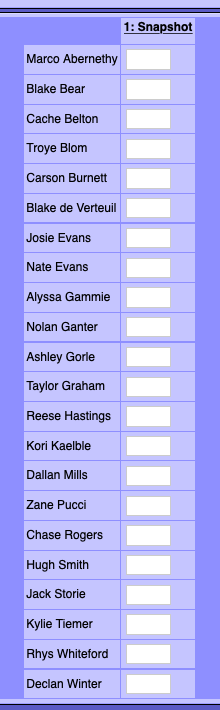 1: Snapshot
Marco Abernethy
Blake Bear
Cache Belton
Troye Blom
Carson Burnett
Blake de Verteuil
Josie Evans
Nate Evans
Alyssa Gammie
Nolan Ganter
Ashley Gorle
Taylor Graham
Reese Hastings
Kori Kaelble
Dallan Mills
Zane Pucci
Chase Rogers
Hugh Smith
Jack Storie
Kylie Tiemer
Rhys Whiteford
Declan Winter